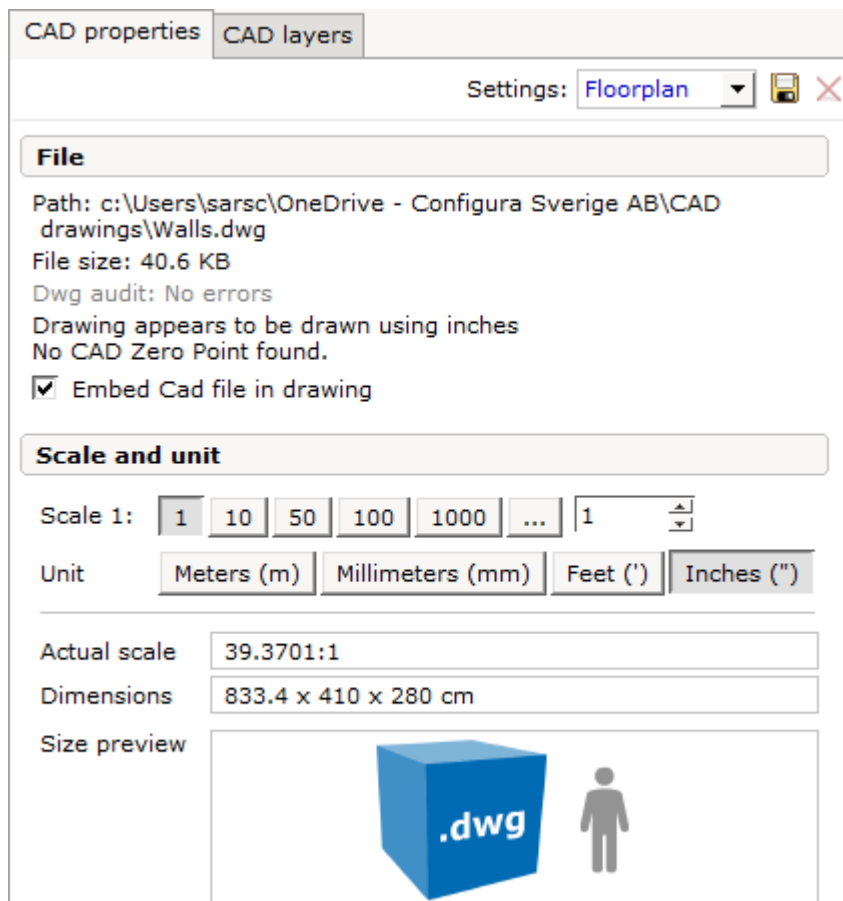 CAD properties CAD layers
Settings: Floorplan
File
Path: c:\Users\sarsc\OneDrive - Configura Sverige AB\CAD
drawings\Walls.dwg
File size: 40.6 KB
Dwg audit: No errors
Drawing appears to be drawn using inches
No CAD Zero Point found.
Embed Cad file in drawing
Scale and unit
Scale 1: 1 10 50 100 1000 ... 1
Unit Meters (m) Millimeters (mm) Feet (') Inches (")
Actual scale 39.3701:1
Dimensions 833.4 x 410 x 280 cm
Size preview
.dwg